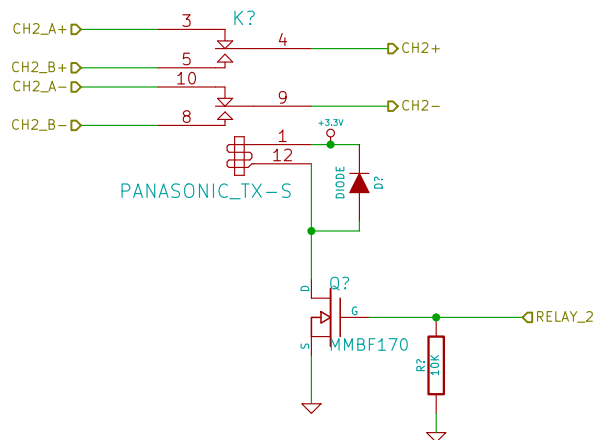 K?
CH2_A+ 3
4 CH2+
CH2_B+ 5
CH2_A- 10
9 CH2-
CH2_B- 8
+3.3V
1
12
PANASONIC_TX-S
DIODE D?
Q?
D
G
RELAY_2
S
MMBF170
R? 10K